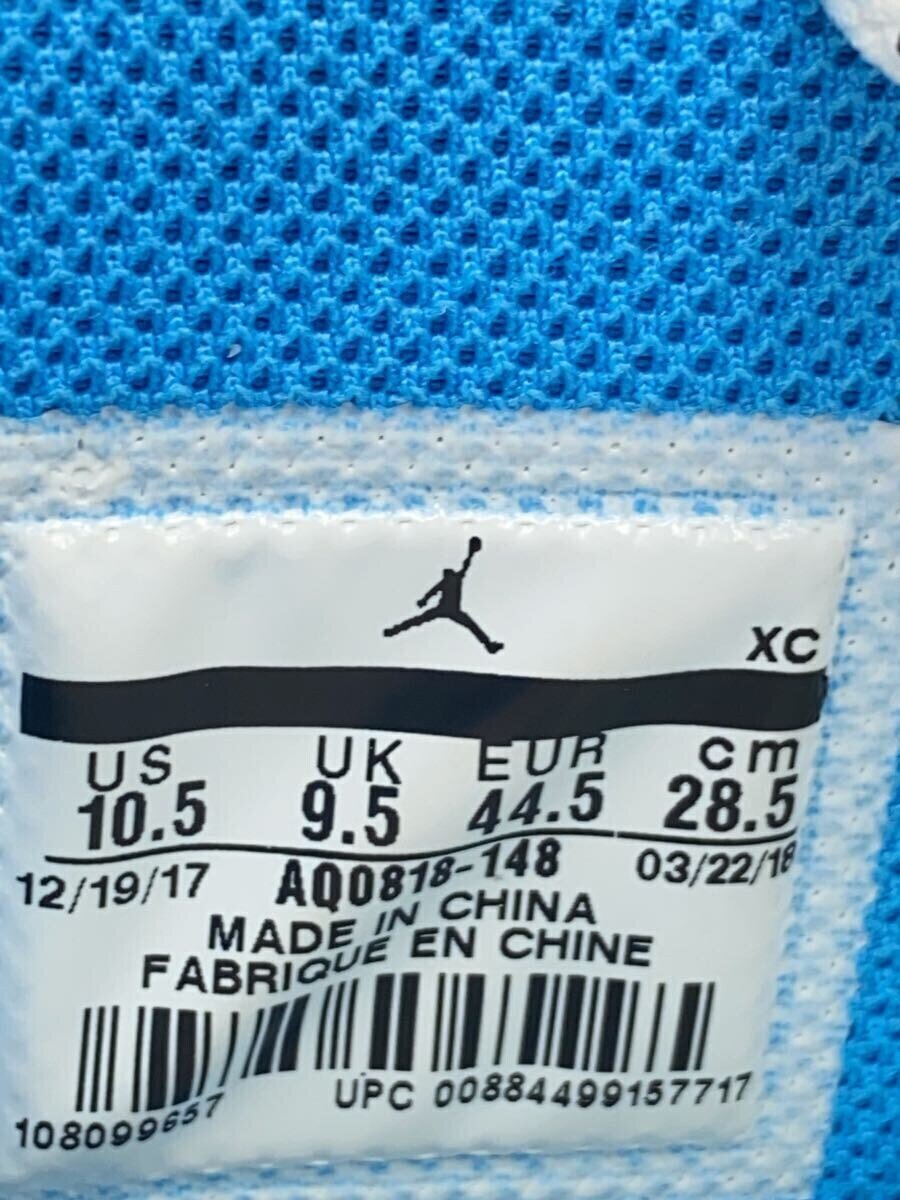 XC
US UK EUR cm
10.5 9.5 44.5 28.5
12/19/17 AQ0818-148 03/22/18
MADE IN CHINA
FABRIQUE EN CHINE
UPC 00884499157717
108099657